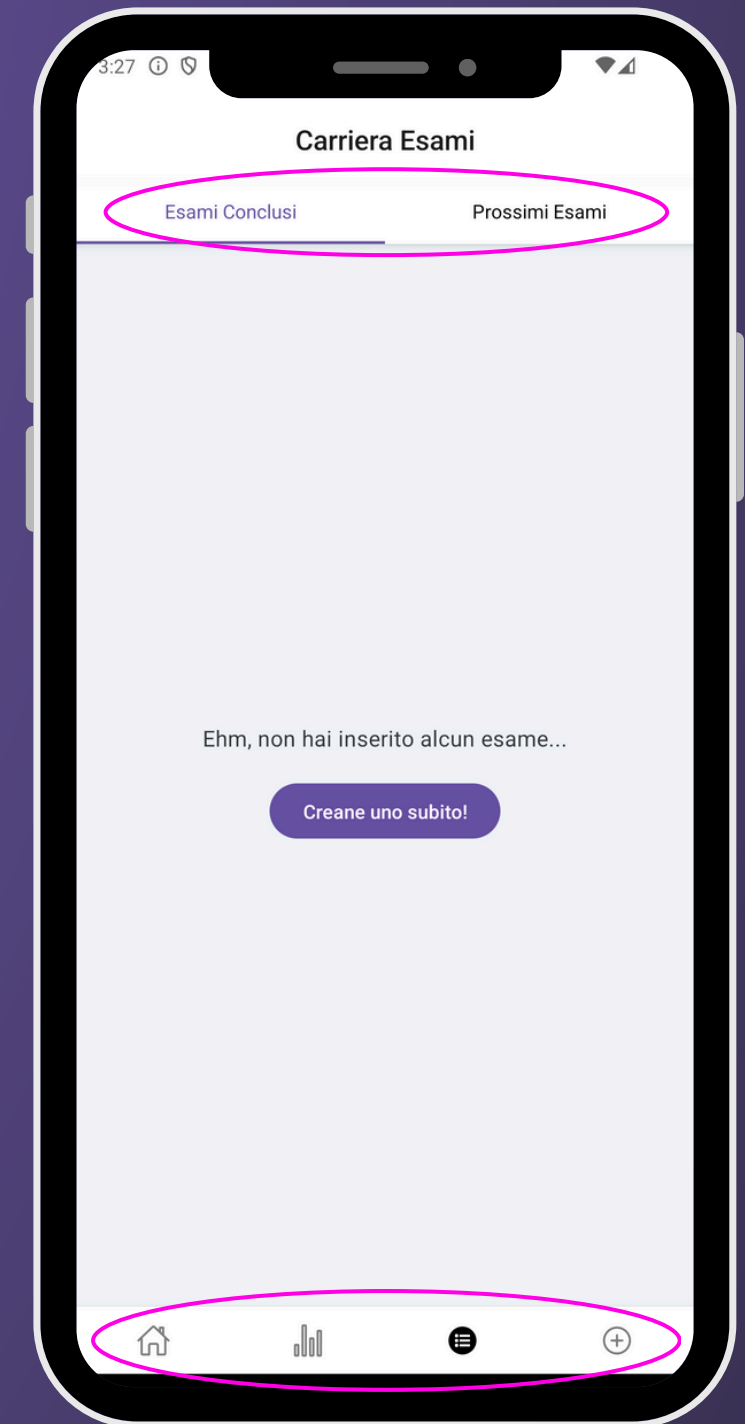 3:27
Carriera Esami
Esami Conclusi
Prossimi Esami
Ehm, non hai inserito alcun esame...
Creane uno subito!